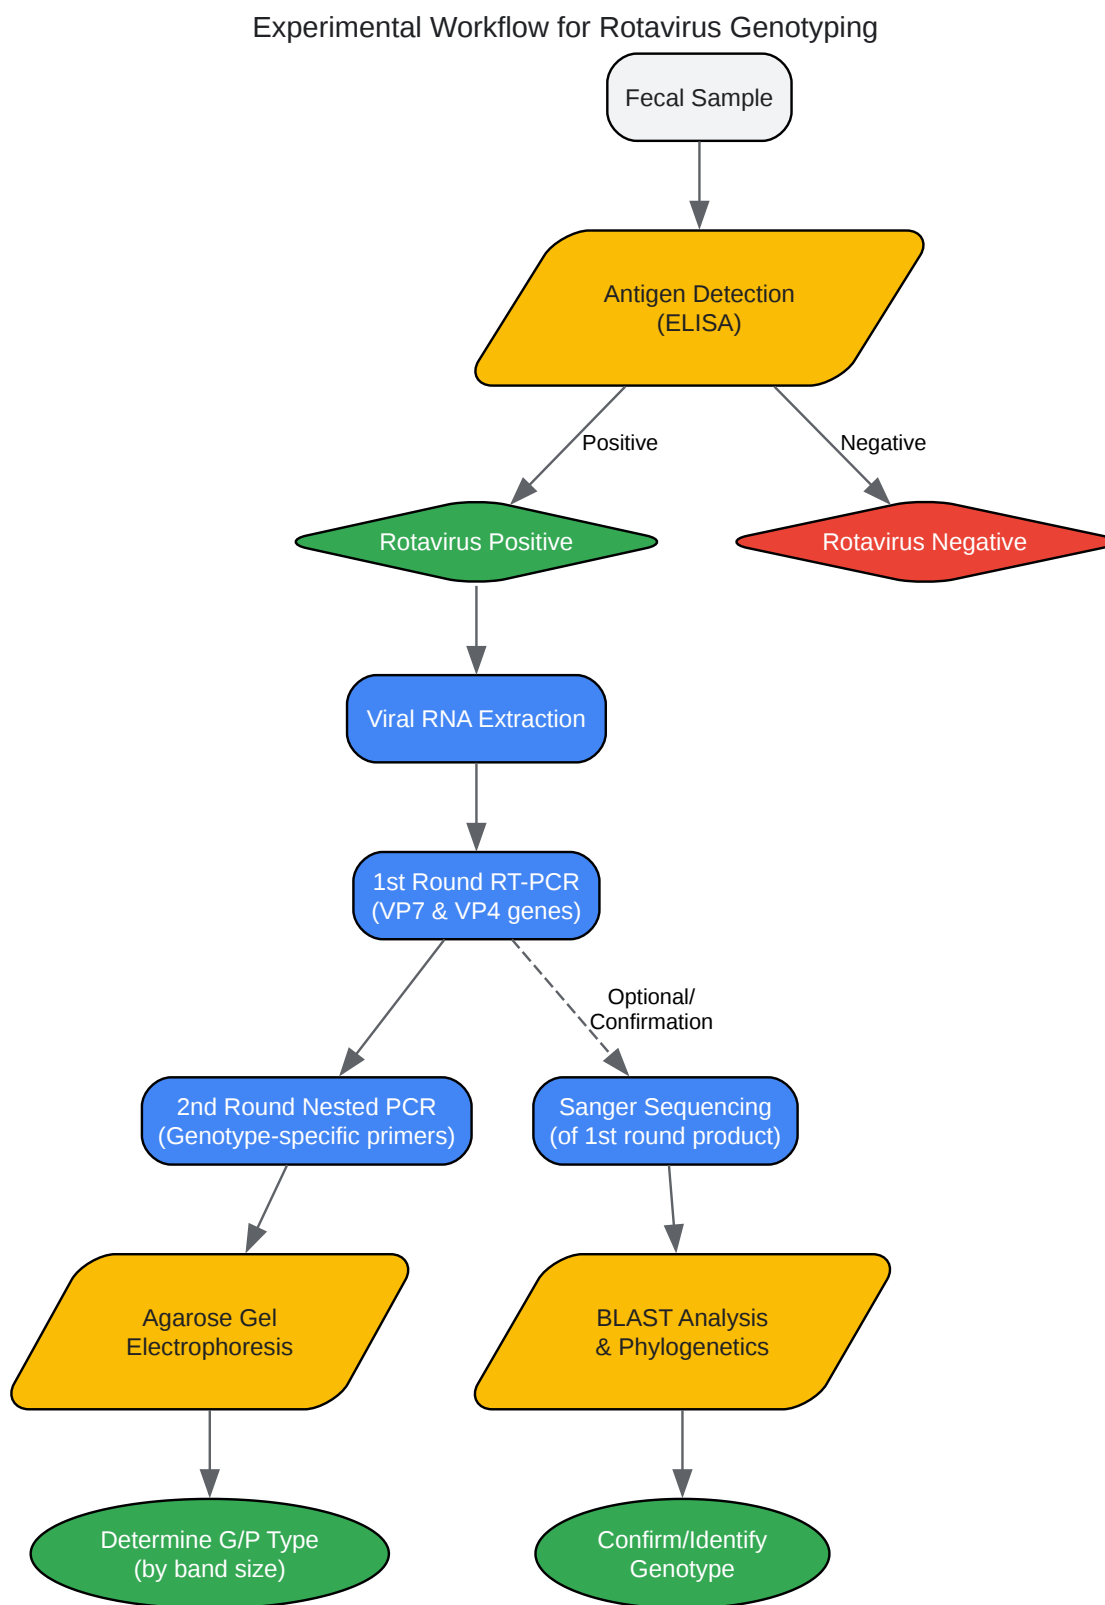 Experimental Workflow for Rotavirus Genotyping
Fecal Sample
Antigen Detection
(ELISA)
Positive
Negative
Rotavirus Positive
Rotavirus Negative
Viral RNA Extraction
1st Round RT-PCR
(VP7 & VP4 genes)
Optional/
Confirmation
2nd Round Nested PCR
(Genotype-specific primers)
Sanger Sequencing
(of 1st round product)
Agarose Gel
Electrophoresis
BLAST Analysis
& Phylogenetics
Determine G/P Type
(by band size)
Confirm/Identify
Genotype